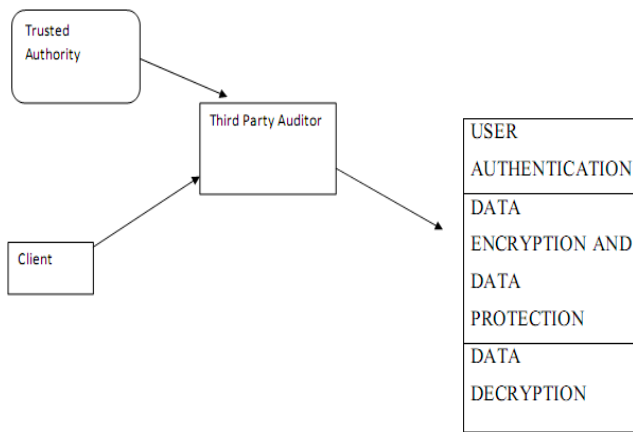 Trusted
Authority
Third Party Auditor
Client
USER
AUTHENTICATION
DATA
ENCRYPTION AND
DATA
PROTECTION
DATA
DECRYPTION